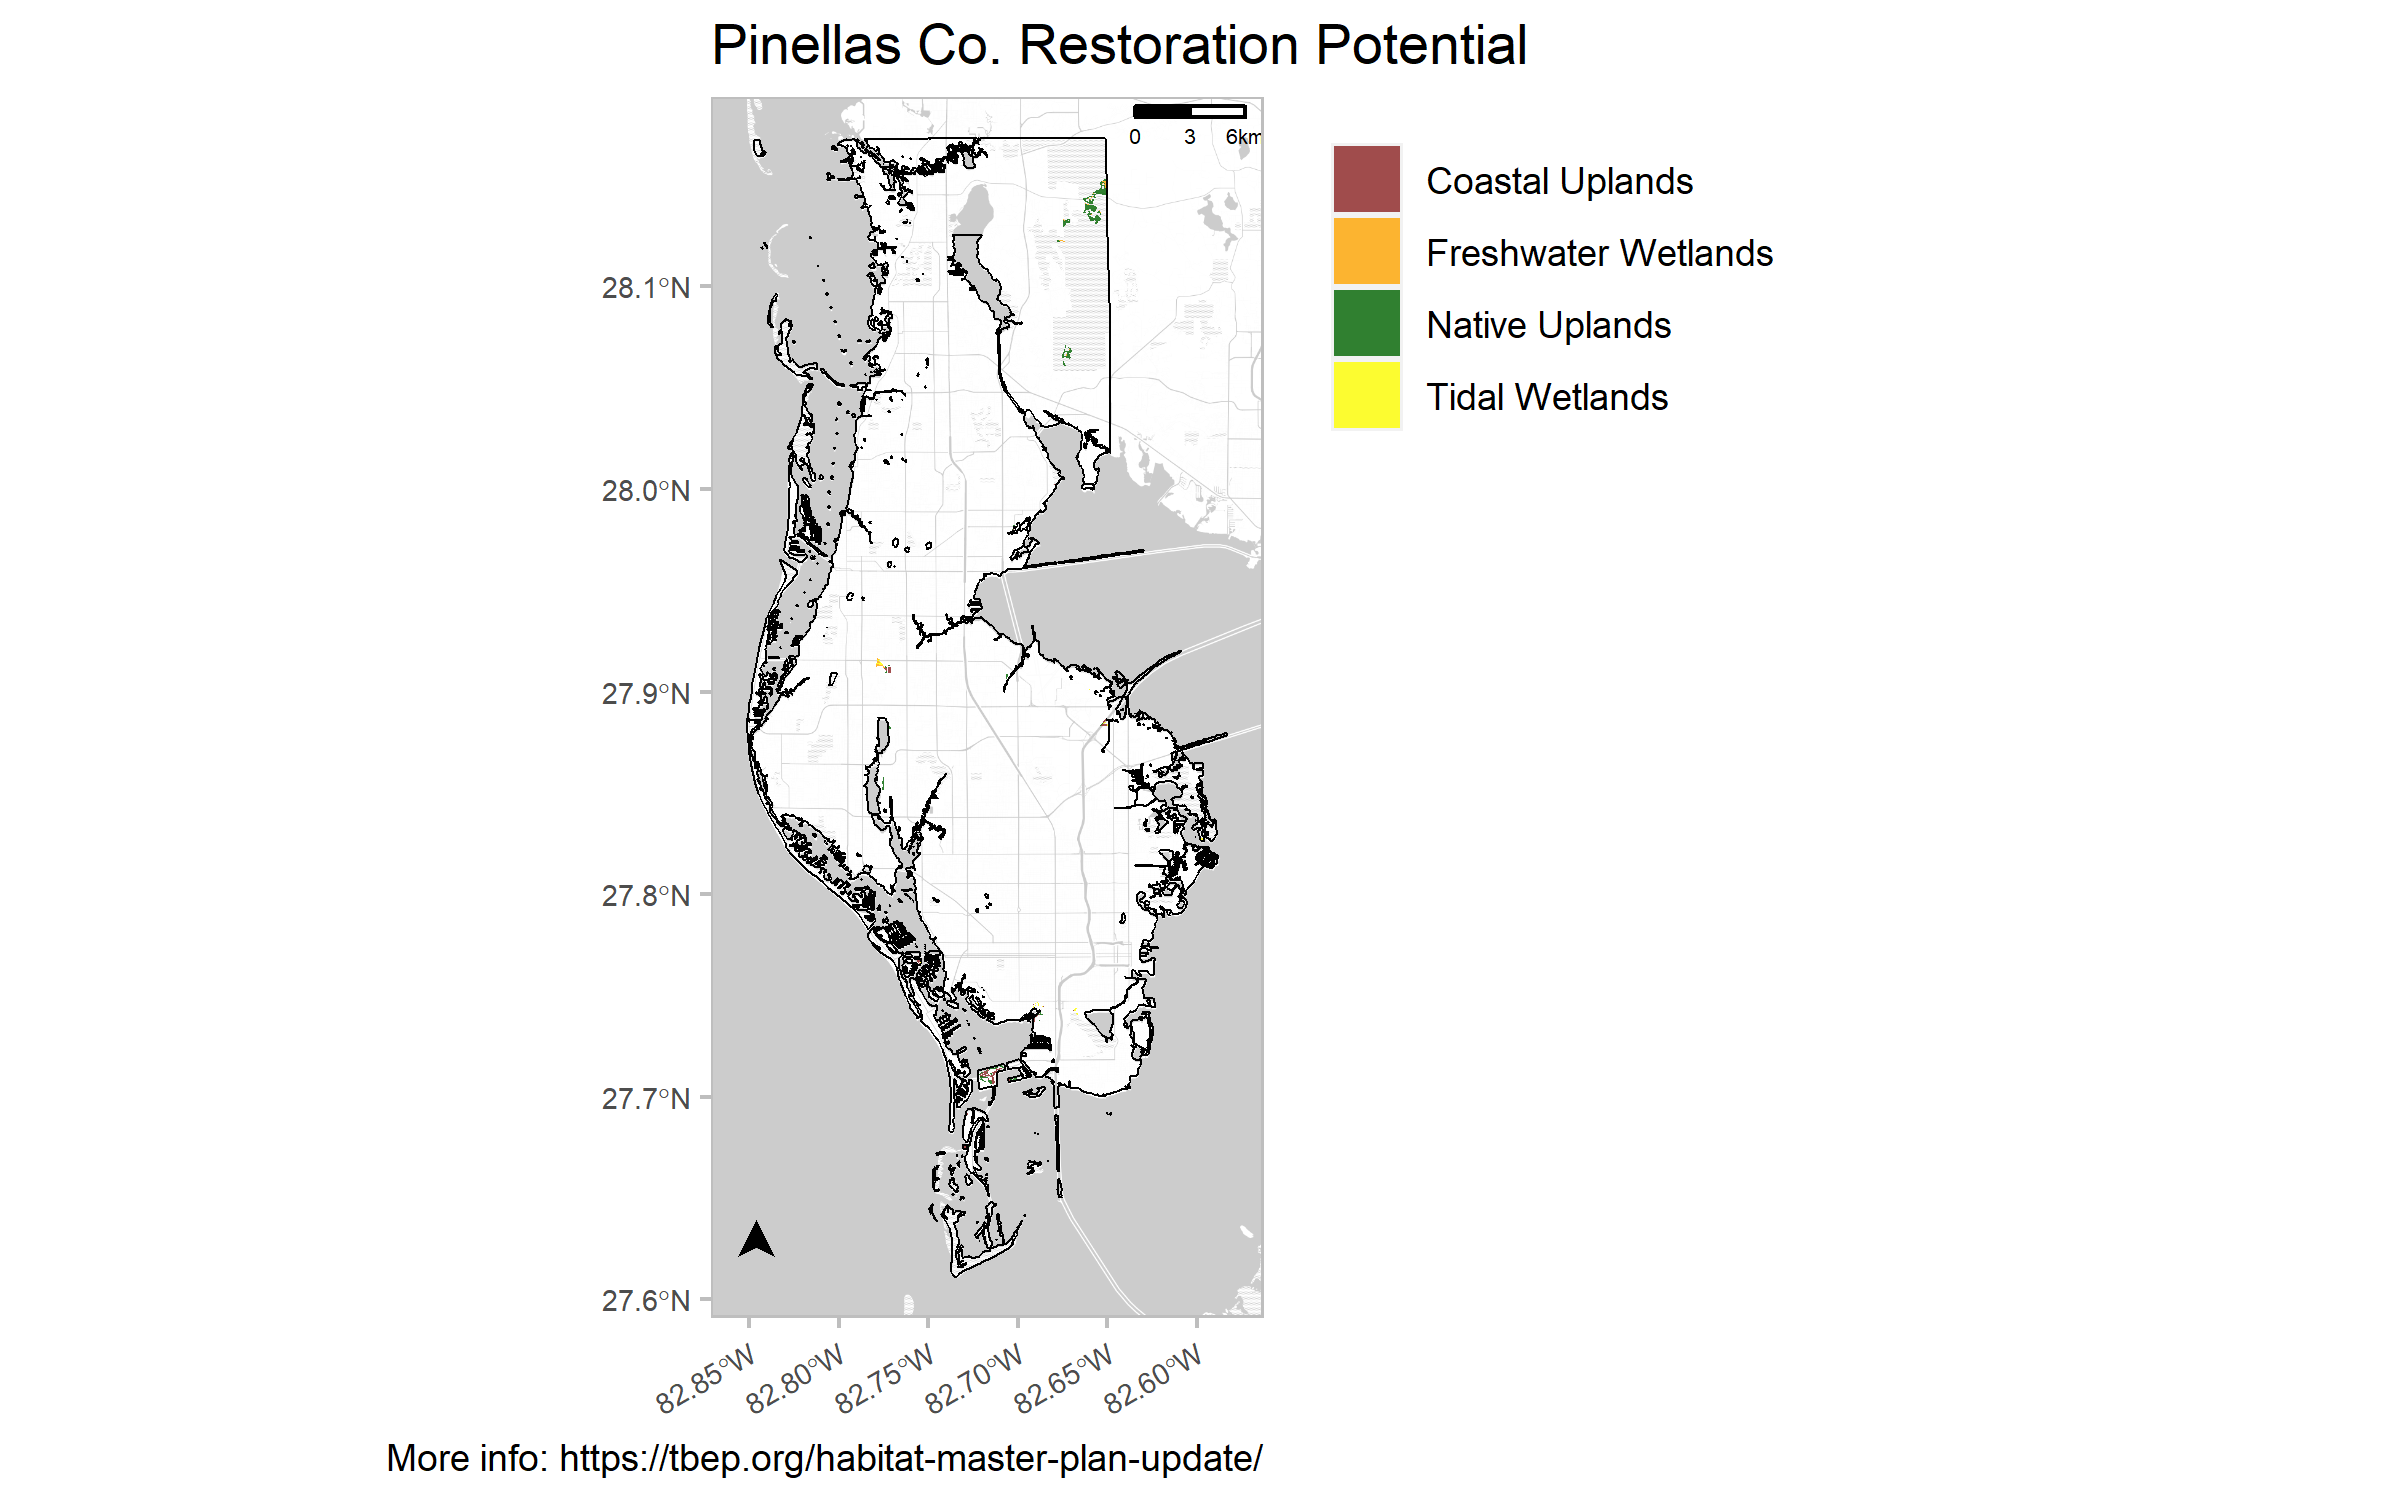 Pinellas Co. Restoration Potential
0 3 6km
Coastal Uplands
Freshwater Wetlands
Native Uplands
Tidal Wetlands
28.1°N
28.0°N
27.9°N
27.8°N
27.7°N
27.6°N
82.85°W 82.80°W 82.75°W 82.70°W 82.65°W 82.60°W
More info: https://tbep.org/habitat-master-plan-update/